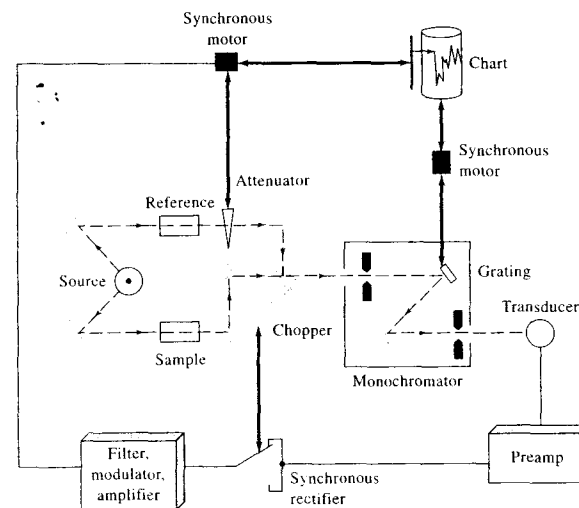 Synchronous
motor
Chart
Synchronous
motor
Attenuator
Reference
Source
Grating
Transducer
Sample
Chopper
Monochromator
Filter,
modulator,
amplifier
Synchronous
rectifier
Preamp